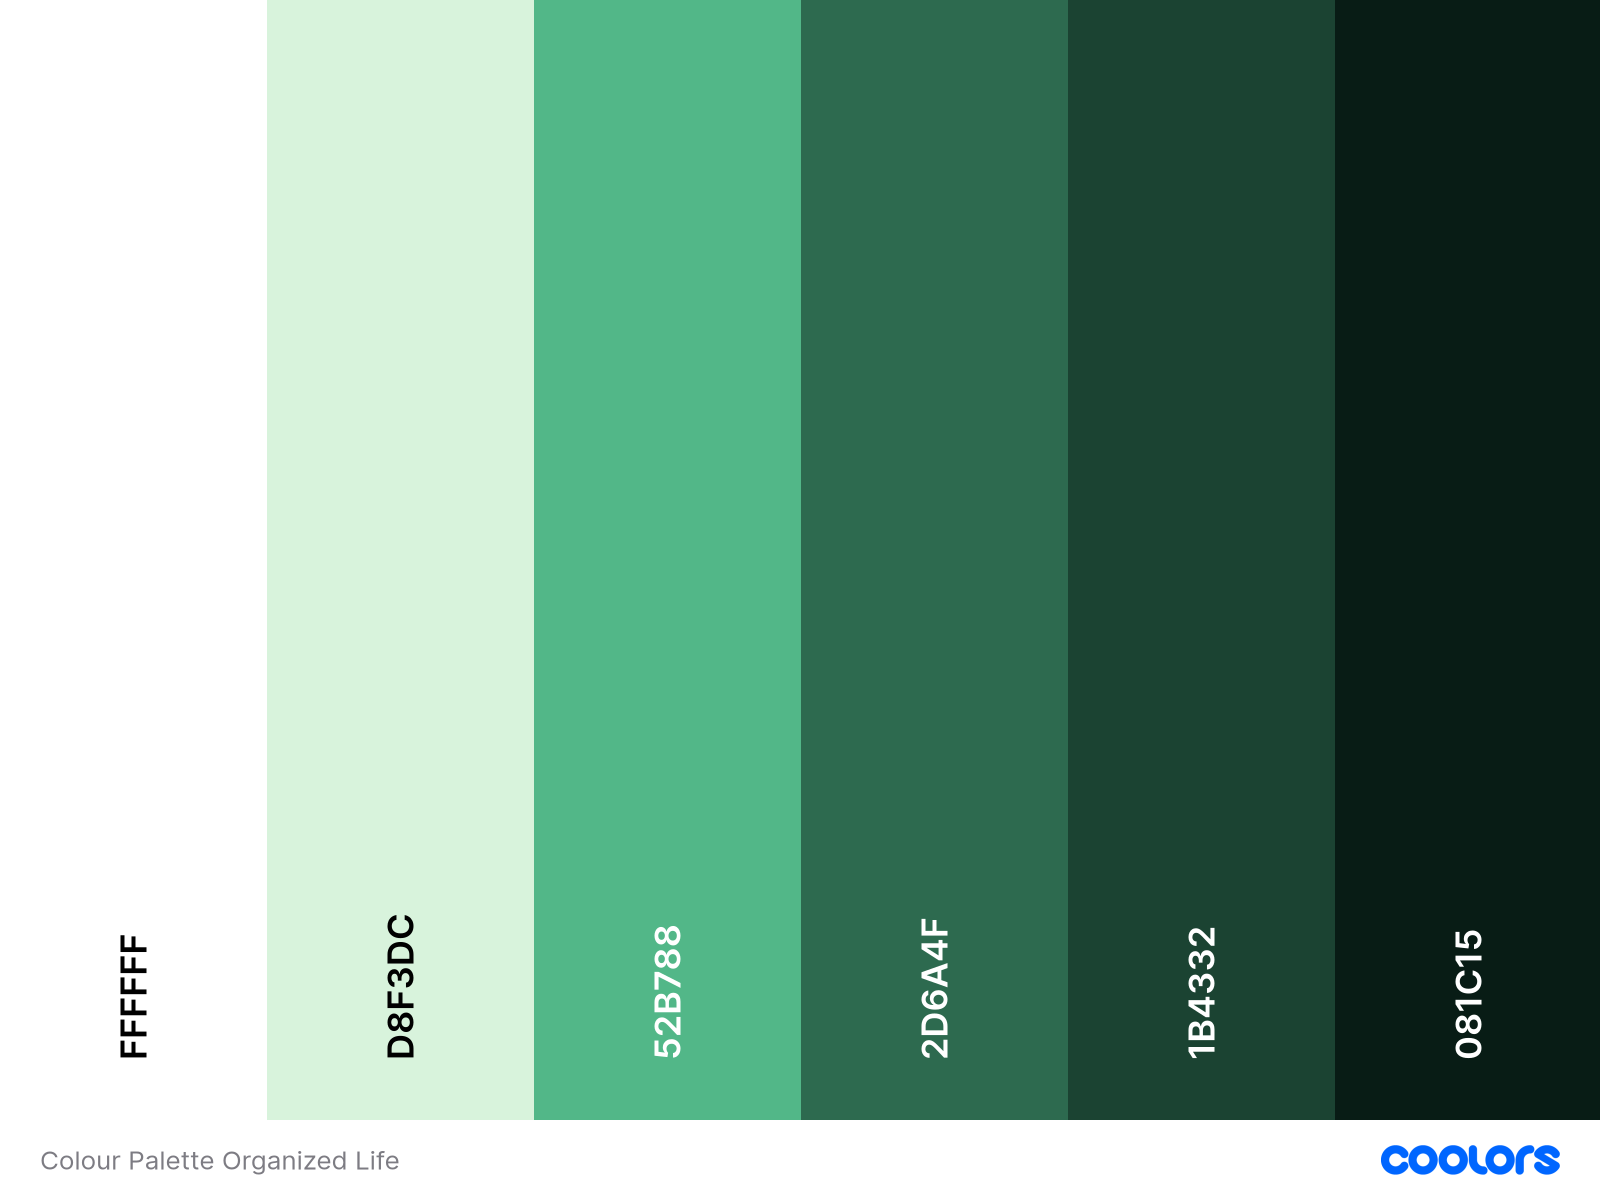 FFFFFF
D8F3DC
52B788
2D6A4F
1B4332
081C15
Colour Palette Organized Life
coolors